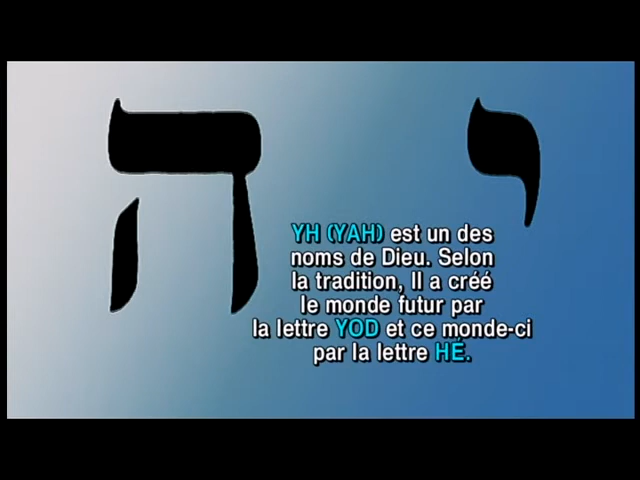 יה
YH (YAH) est un des
noms de Dieu. Selon
la tradition, Il a créé
le monde futur par
la lettre YOD et ce monde-ci
par la lettre HÉ.